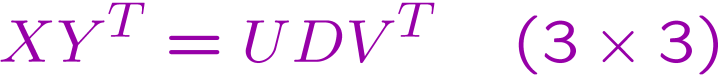 XY^T = UDV^T (3 × 3)